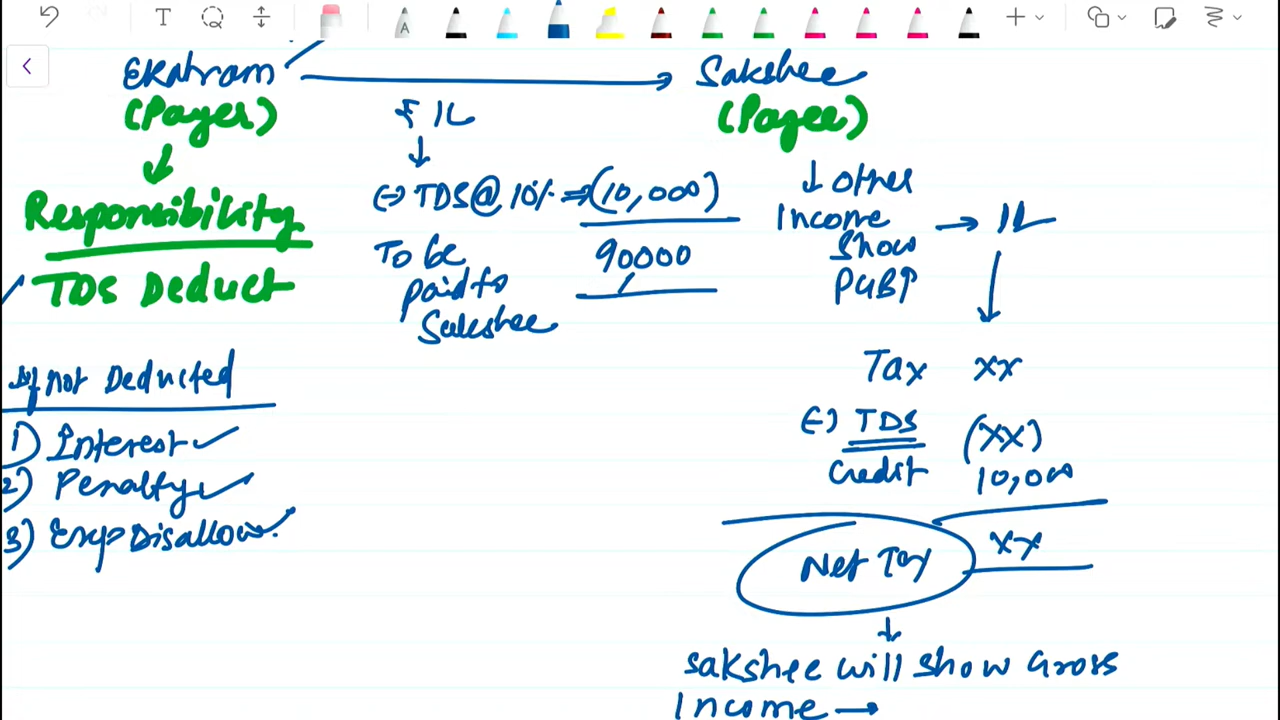 Ekatram
(Payer)
Responsibility
TDS Deduct
If not Deducted
1) Interest
2) Penalty
3) Exp Disallow.
₹ 1L
(-) TDS @ 10% ⇒ (10,000)
To be 90000
paid to
Sakshee
Sakshee
(Payee)
↓ other
Income → 1L
Show
PGBP
Tax xx
(-) TDS (xx)
Credit 10,000
Net Tax xx
Sakshee will show Gross
Income →